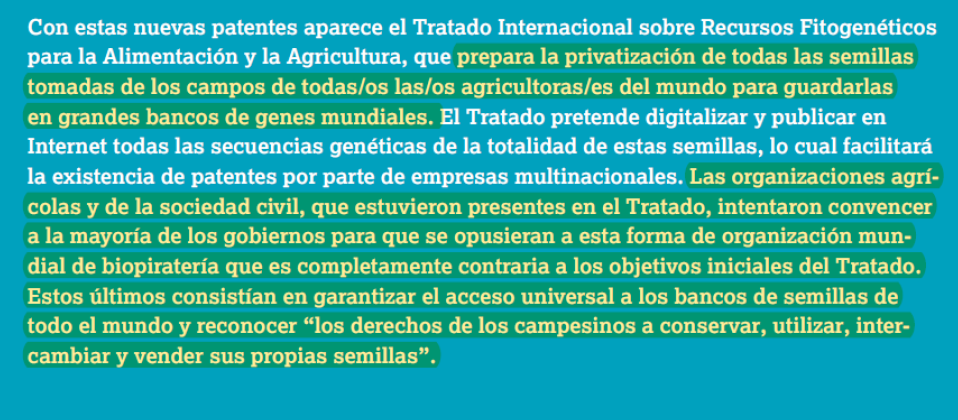 Con estas nuevas patentes aparece el Tratado Internacional sobre Recursos Fitogenéticos
para la Alimentación y la Agricultura, que prepara la privatización de todas las semillas
tomadas de los campos de todas/os las/os agricultoras/es del mundo para guardarlas
en grandes bancos de genes mundiales. El Tratado pretende digitalizar y publicar en
Internet todas las secuencias genéticas de la totalidad de estas semillas, lo cual facilitará
la existencia de patentes por parte de empresas multinacionales. Las organizaciones agrí-
colas y de la sociedad civil, que estuvieron presentes en el Tratado, intentaron convencer
a la mayoría de los gobiernos para que se opusieran a esta forma de organización mun-
dial de biopiratería que es completamente contraria a los objetivos iniciales del Tratado.
Estos últimos consistían en garantizar el acceso universal a los bancos de semillas de
todo el mundo y reconocer “los derechos de los campesinos a conservar, utilizar, inter-
cambiar y vender sus propias semillas”.